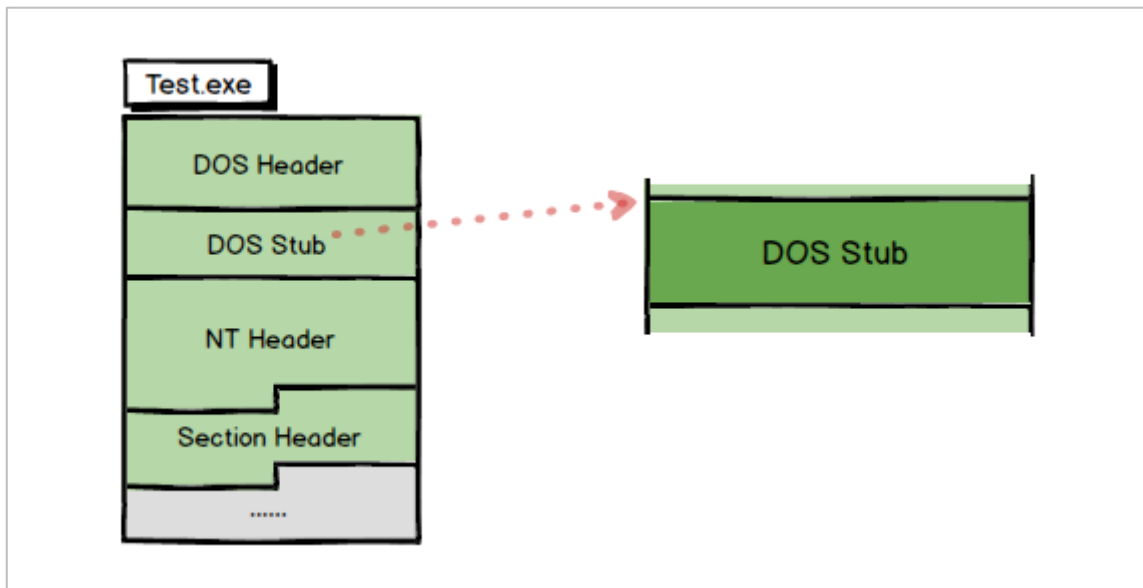 Test.exe
DOS Header
DOS Stub
DOS Stub
NT Header
Section Header
......